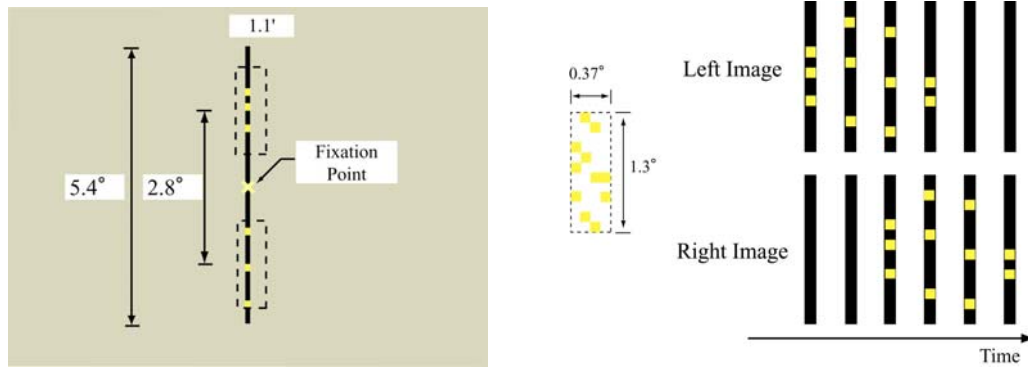 1.1'
5.4°
2.8°
Fixation
Point
0.37°
1.3°
Left Image
Right Image
Time